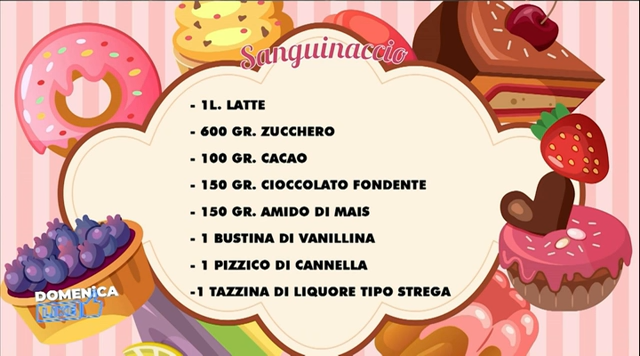 Sanguinaccio
- 1L. LATTE
- 600 GR. ZUCCHERO
- 100 GR. CACAO
- 150 GR. CIOCCOLATO FONDENTE
- 150 GR. AMIDO DI MAIS
- 1 BUSTINA DI VANILLINA
- 1 PIZZICO DI CANNELLA
-1 TAZZINA DI LIQUORE TIPO STREGA
DOMENICA